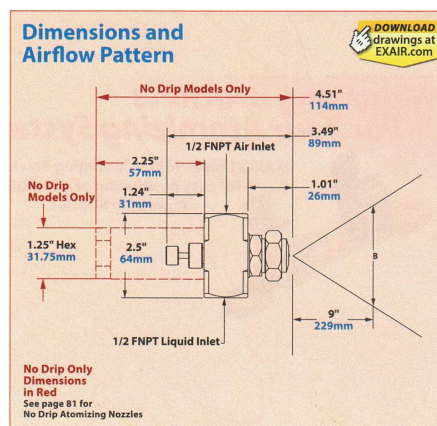 Dimensions and
Airflow Pattern
DOWNLOAD
drawings at
EXAIR.com
No Drip Models Only
4.51"
114mm
3.49"
89mm
1/2 FNPT Air Inlet
2.25"
57mm
1.24"
31mm
1.01"
26mm
No Drip
Models Only
1.25" Hex
31.75mm
2.5"
64mm
B
9"
229mm
1/2 FNPT Liquid Inlet
No Drip Only
Dimensions
in Red
See page 81 for
No Drip Atomizing Nozzles